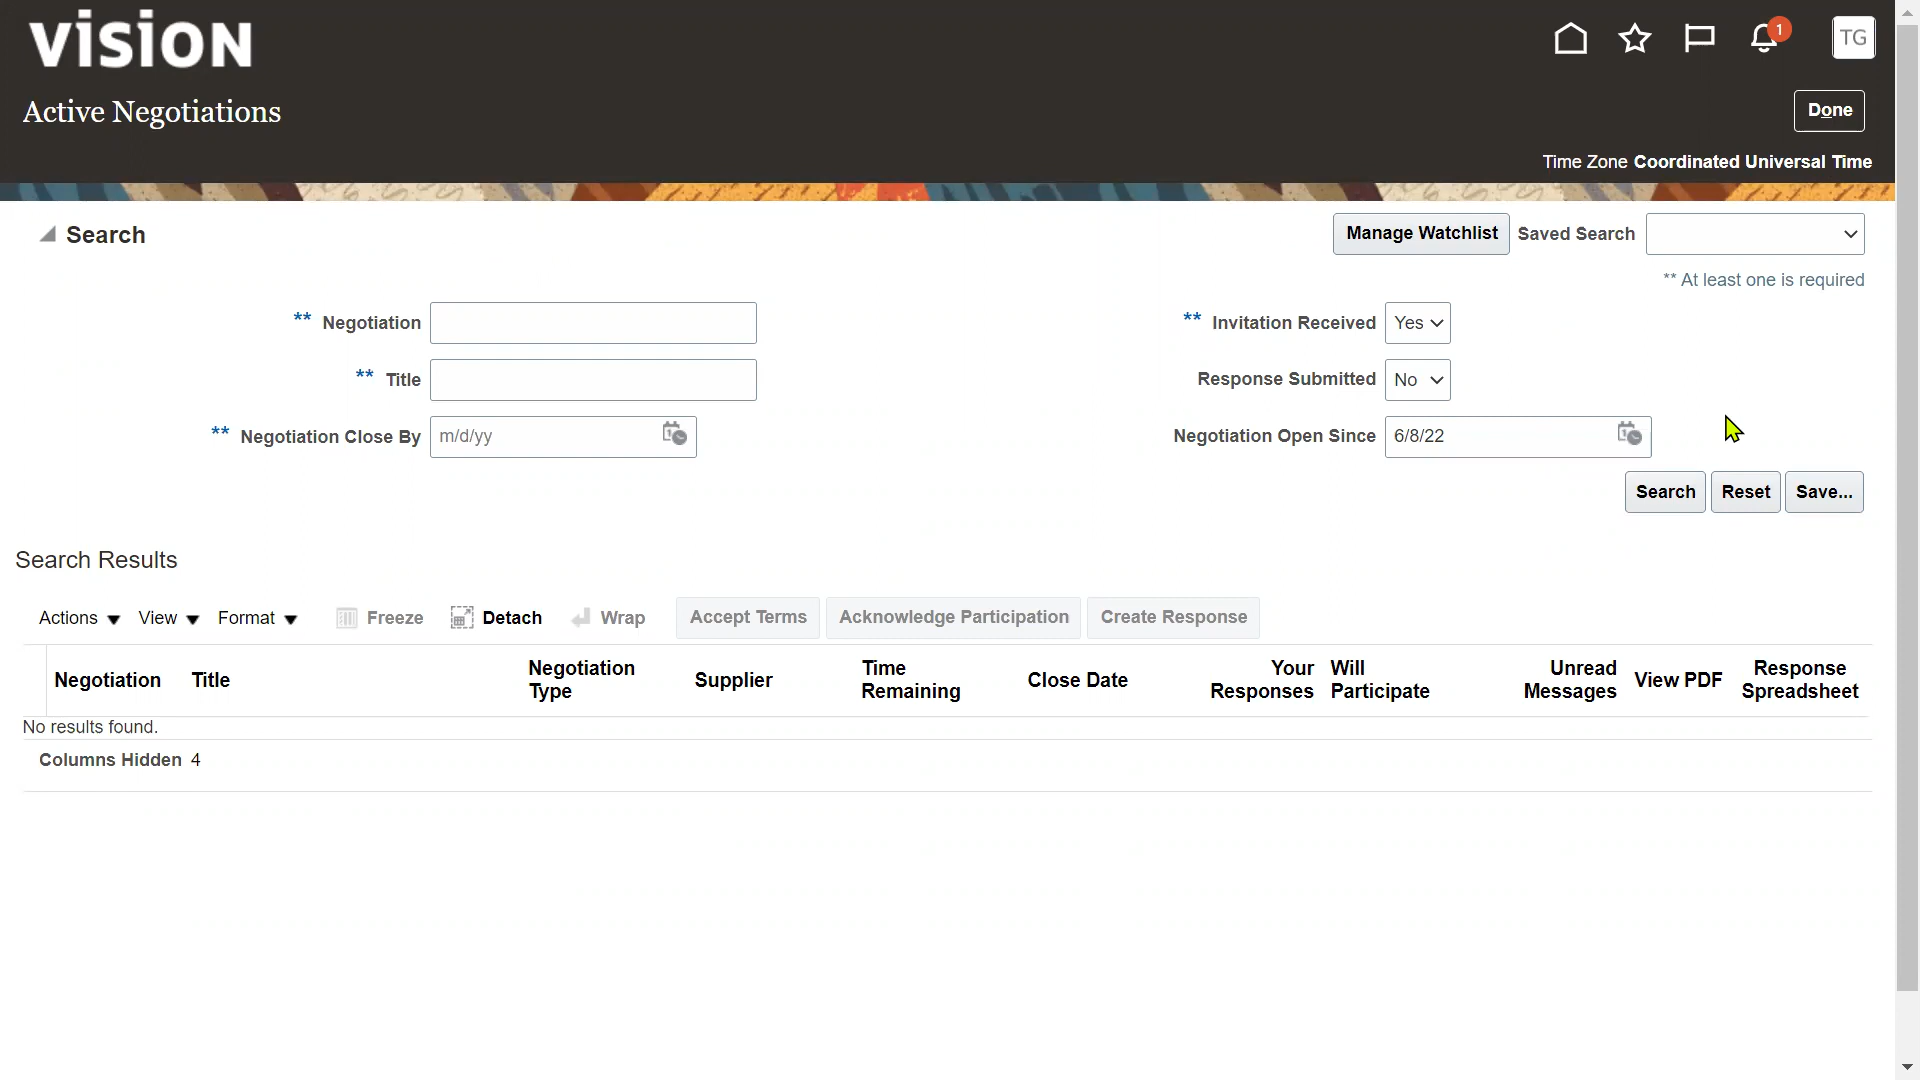 vision
1
TG
Active Negotiations
Done
Time Zone Coordinated Universal Time
Search
Manage Watchlist
Saved Search
** At least one is required
** Negotiation
** Invitation Received Yes
** Title
Response Submitted No
** Negotiation Close By m/d/yy
Negotiation Open Since 6/8/22
Search Reset Save...
Search Results
Actions View Format Freeze Detach Wrap Accept Terms Acknowledge Participation Create Response
Negotiation
Title
Negotiation
Type
Supplier
Time
Remaining
Close Date
Your
Responses
Will
Participate
Unread
Messages
View PDF
Response
Spreadsheet
No results found.
Columns Hidden 4